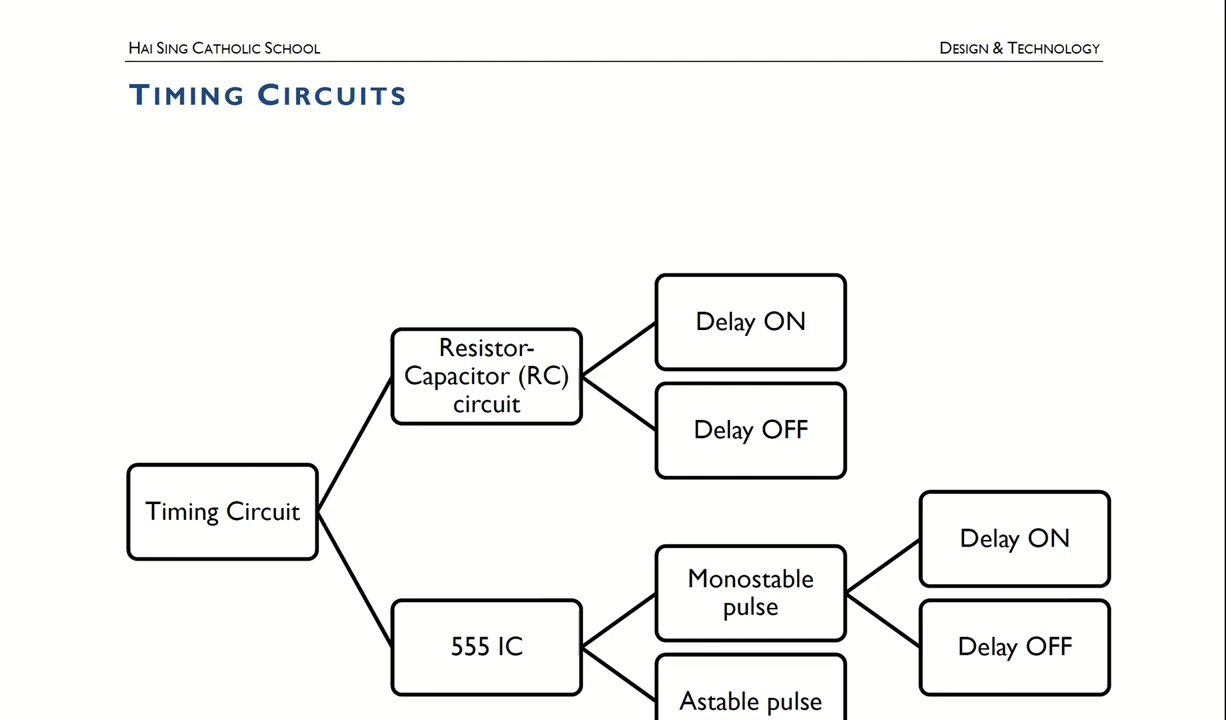 Hai Sing Catholic School
Design & Technology
Timing Circuits
Delay ON
Resistor-
Capacitor (RC)
circuit
Delay OFF
Timing Circuit
Delay ON
Monostable
pulse
555 IC
Delay OFF
Astable pulse